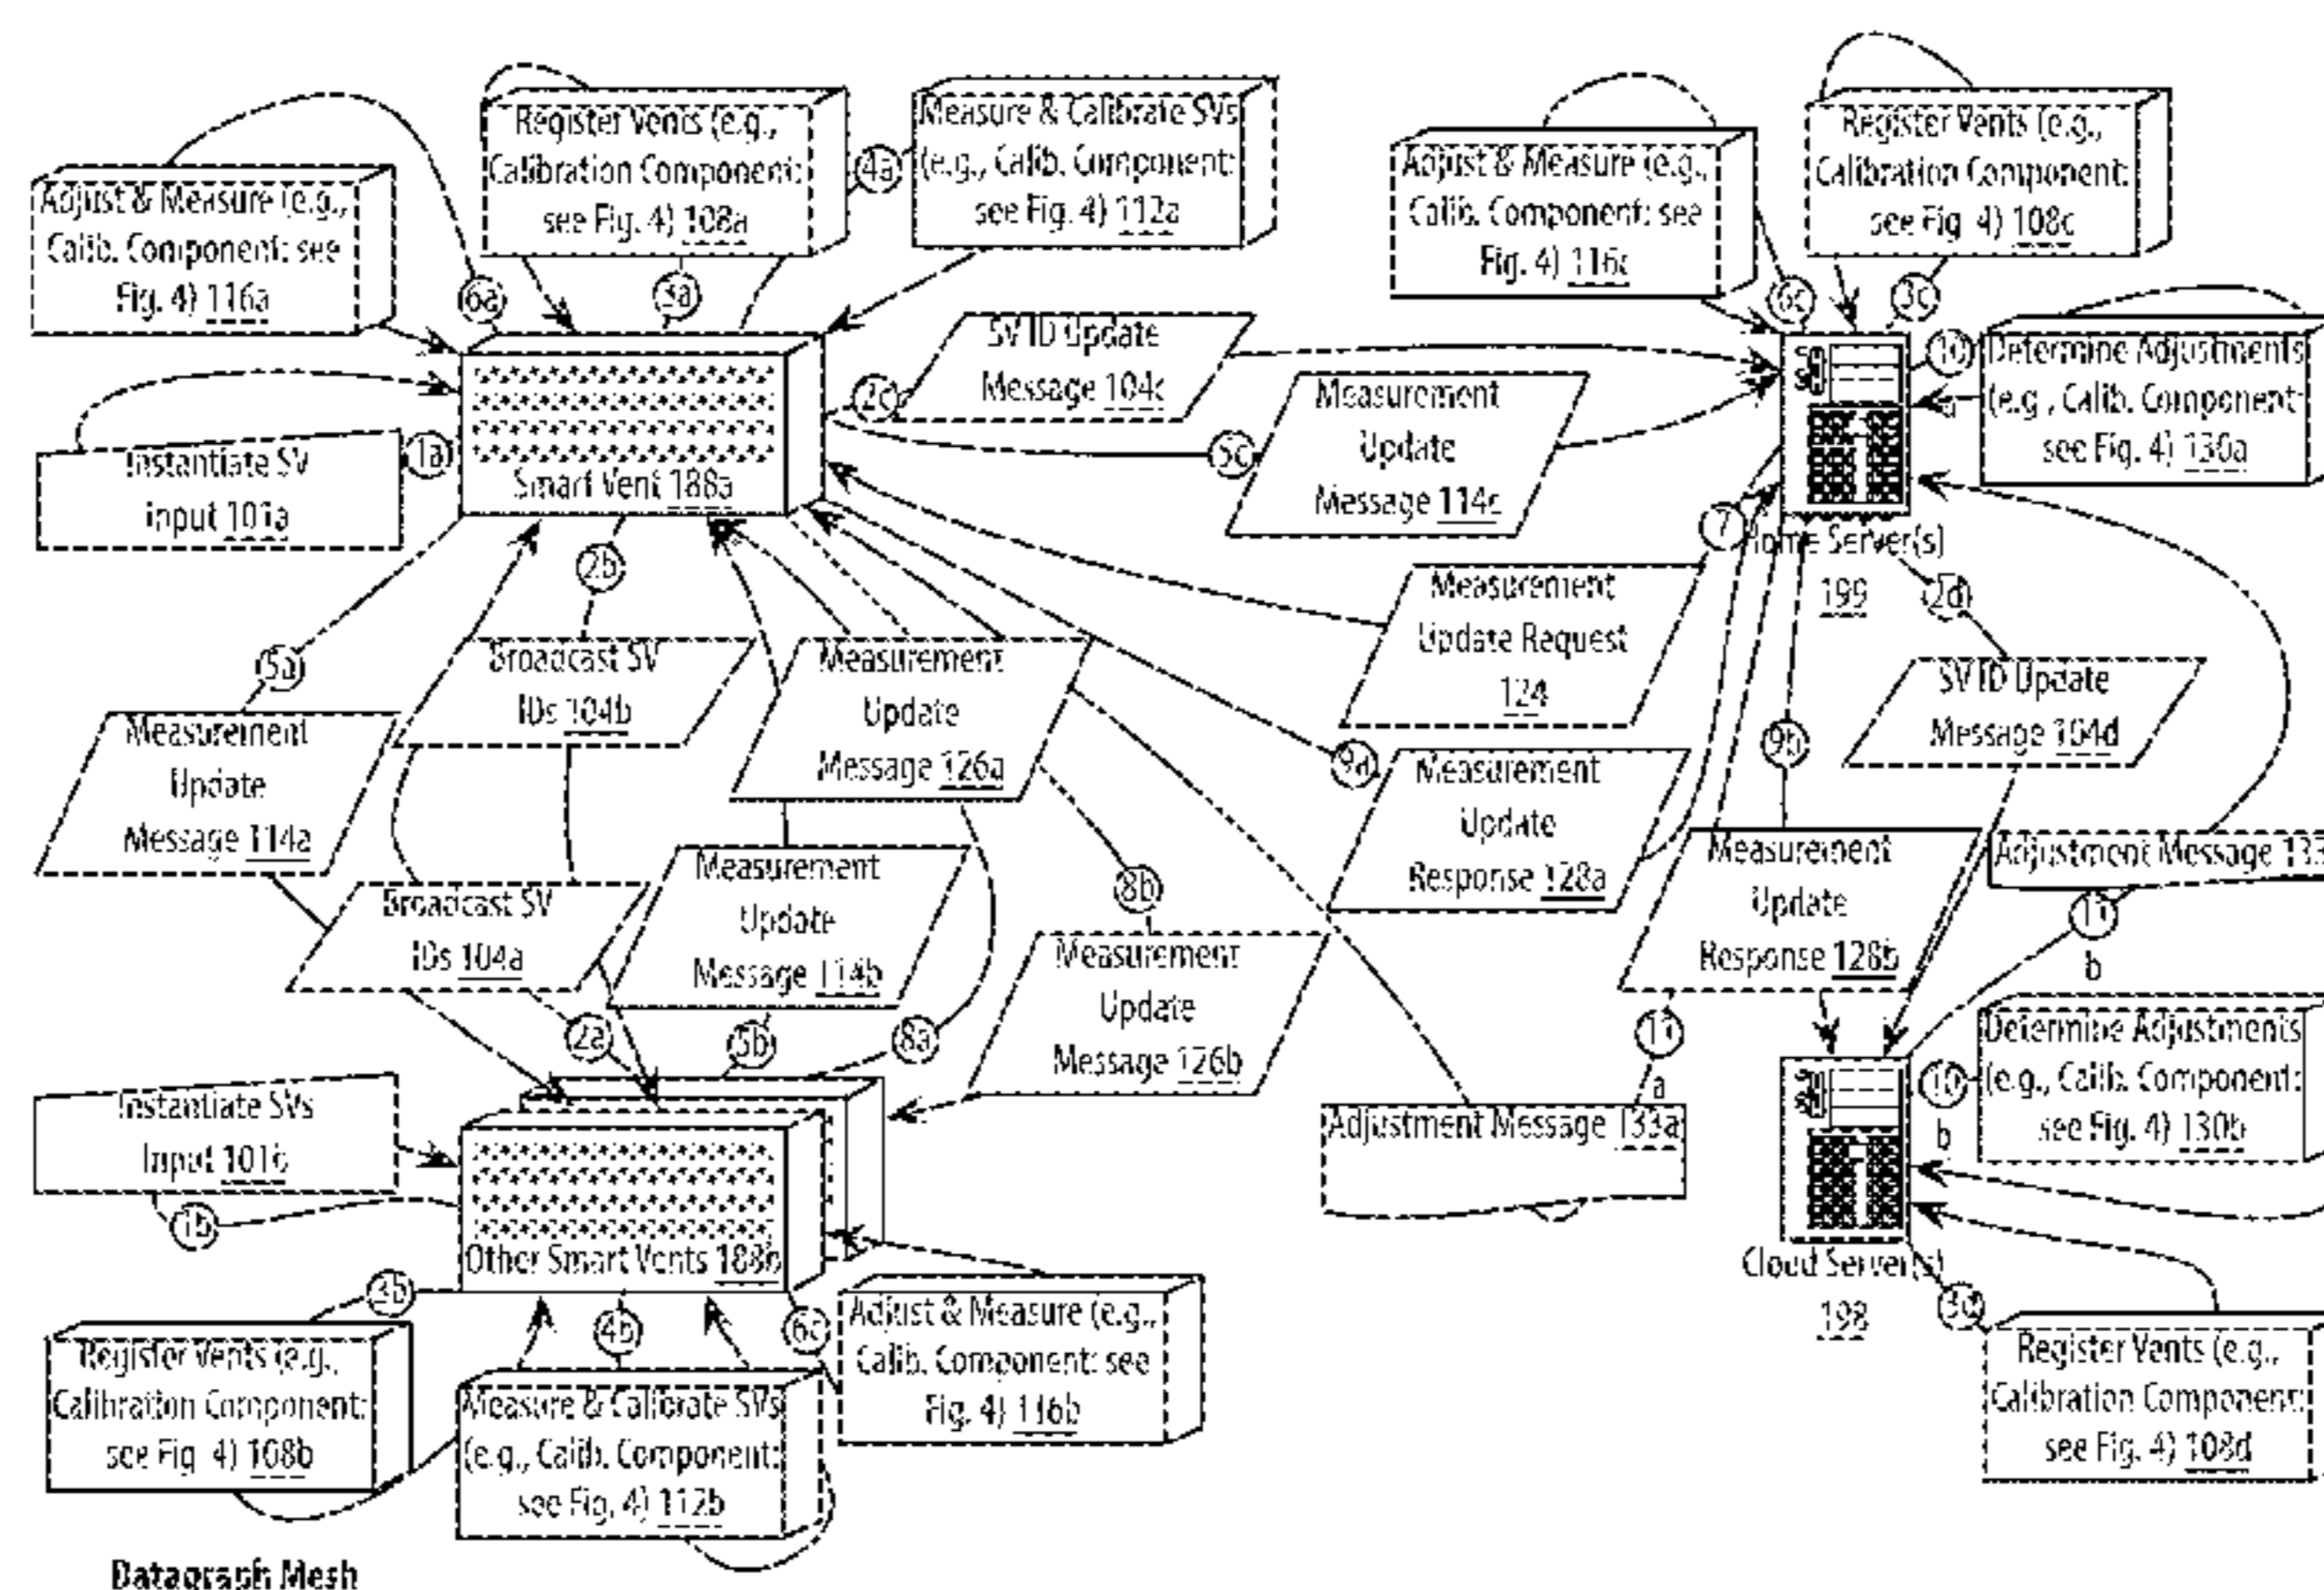 Register Vents (e.g.,
Calibration Component:
see Fig. 4) 108a
3a
Measure & Calibrate SVs
(e.g., Calib. Component:
see Fig. 4) 112a
4a
Adjust & Measure (e.g.,
Calib. Component: see
Fig. 4) 116a
6a
Adjust & Measure (e.g.,
Calib. Component: see
Fig. 4) 116c
6c
Register Vents (e.g.,
Calibration Component:
see Fig. 4) 108c
3c
Instantiate SV
input 101a
1a
Smart Vent 188a
SV ID Update
Message 104c
2c
Measurement
Update
Message 114c
5c
10
a
Determine Adjustments
(e.g., Calib. Component:
see Fig. 4) 130a
Home Server(s)
199
7
2d
2b
Measurement
Update Request
124
5a
Broadcast SV
IDs 104b
Measurement
Update
Message 126a
SV ID Update
Message 104d
9b
Measurement
Update
Message 114a
9a
Measurement
Update
Response 128a
Adjustment Message 133
11
b
Broadcast SV
IDs 104a
Measurement
Update
Message 114b
8b
Measurement
Update
Response 128b
2a
5b
8a
Measurement
Update
Message 126b
11
a
Adjustment Message 133a
10
b
Determine Adjustments
(e.g., Calib. Component:
see Fig. 4) 130b
Instantiate SVs
Input 101b
1b
Other Smart Vents 188b
Cloud Server(s)
198
3d
3b
4b
6c
Register Vents (e.g.,
Calibration Component:
see Fig. 4) 108b
Measure & Calibrate SVs
(e.g., Calib. Component:
see Fig. 4) 112b
Adjust & Measure (e.g.,
Calib. Component: see
Fig. 4) 116b
Register Vents (e.g.,
Calibration Component:
see Fig. 4) 108d
Datagraph Mesh